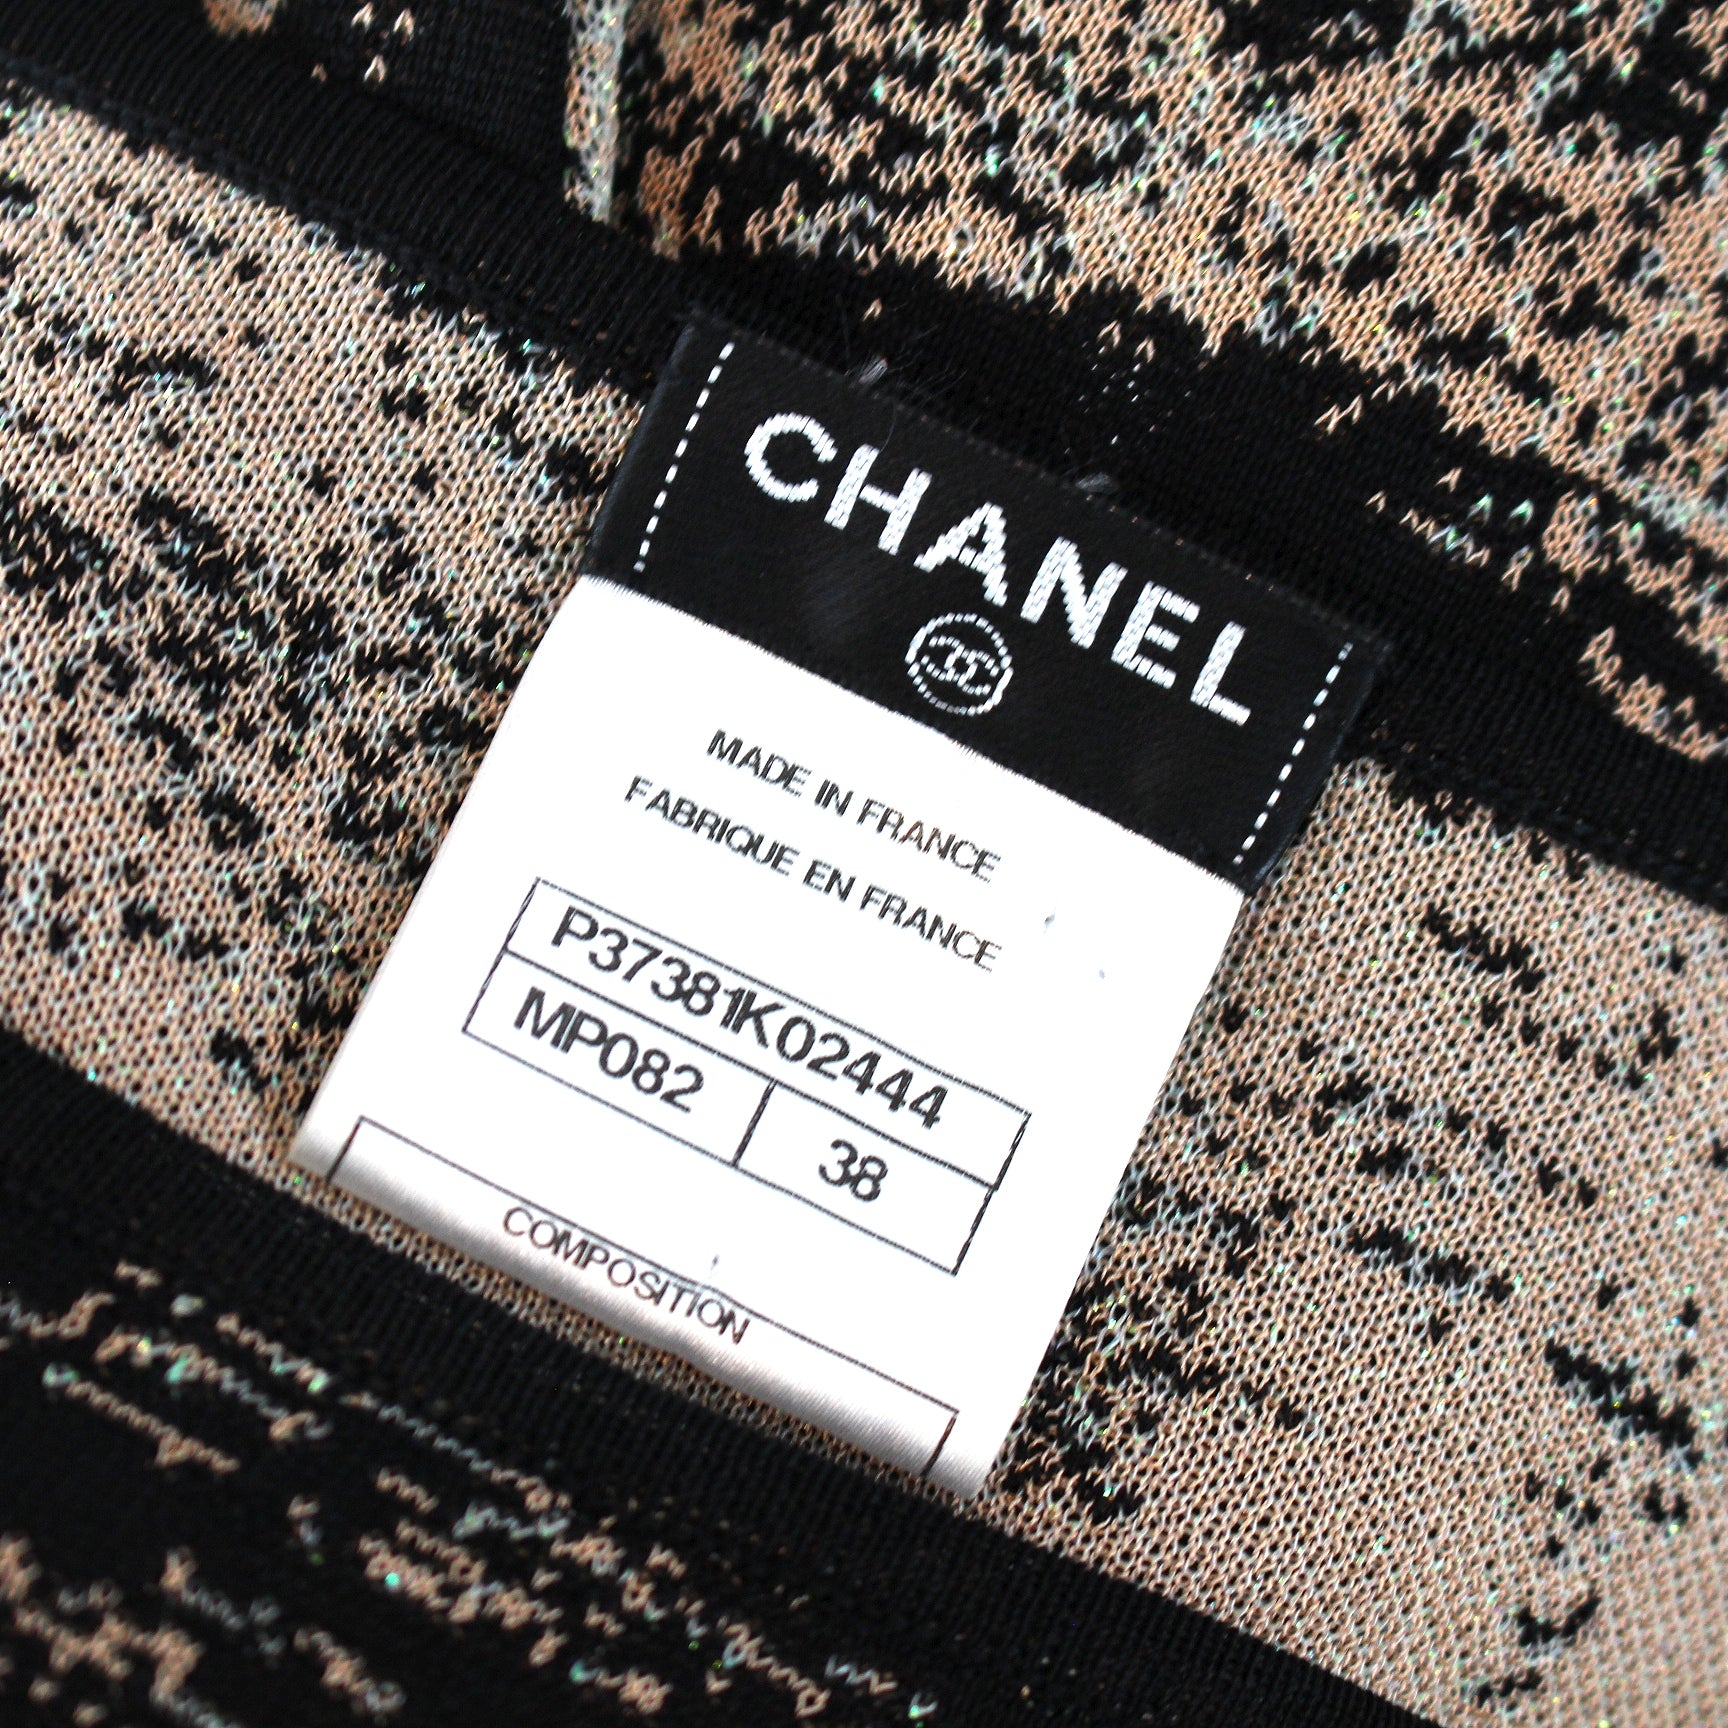 CHANEL
MADE IN FRANCE
FABRIQUE EN FRANCE
P37381K02444
MP082 38
COMPOSITION